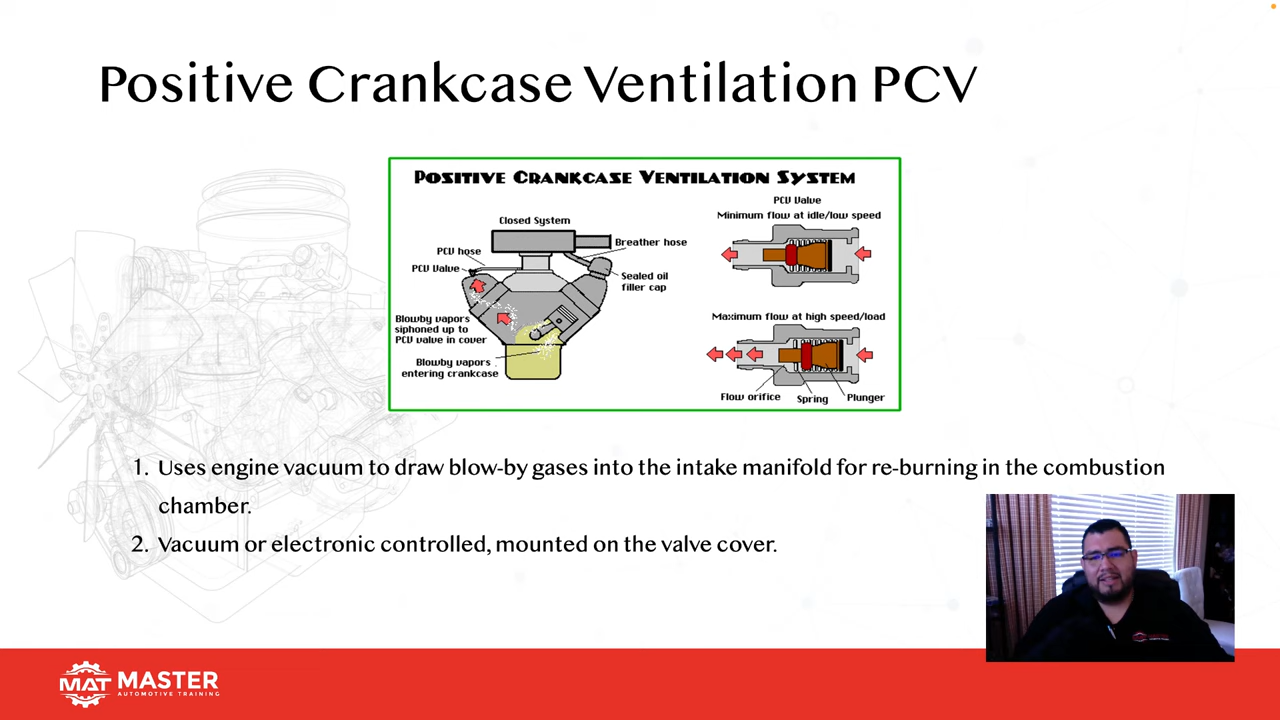 Positive Crankcase Ventilation PCV
POSITIVE CRANKCASE VENTILATION SYSTEM
Closed System
PCV hose
Breather hose
PCV Valve
Sealed oil
filler cap
Blowby vapors
siphoned up to
PCV valve in cover
Blowby vapors
entering crankcase
PCV Valve
Minimum flow at idle/low speed
Maximum flow at high speed/load
Flow orifice
Spring
Plunger
1. Uses engine vacuum to draw blow-by gases into the intake manifold for re-burning in the combustion
chamber.
2. Vacuum or electronic controlled, mounted on the valve cover.
MAT MASTER
AUTOMOTIVE TRAINING